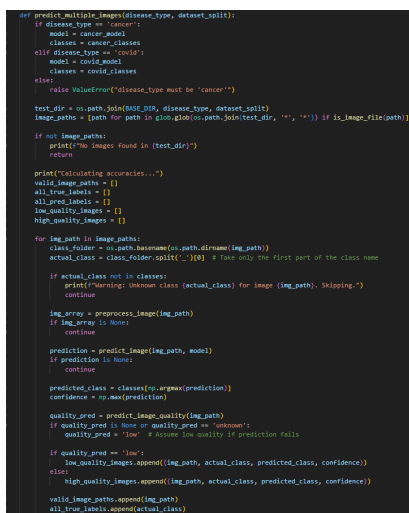 def predict_multiple_images(disease_type, dataset_split):
    if disease_type == 'cancer':
        model = cancer_model
        classes = cancer_classes
    elif disease_type == 'covid':
        model = covid_model
        classes = covid_classes
    else:
        raise ValueError("disease_type must be 'cancer'")

    test_dir = os.path.join(BASE_DIR, disease_type, dataset_split)
    image_paths = [path for path in glob.glob(os.path.join(test_dir, '*', '*')) if is_image_file(path)]

    if not image_paths:
        print(f"No images found in {test_dir}")
        return

    print("Calculating accuracies...")
    valid_image_paths = []
    all_true_labels = []
    all_pred_labels = []
    low_quality_images = []
    high_quality_images = []

    for img_path in image_paths:
        class_folder = os.path.basename(os.path.dirname(img_path))
        actual_class = class_folder.split('_')[0]  # Take only the first part of the class name

        if actual_class not in classes:
            print(f"Warning: Unknown class {actual_class} for image {img_path}. Skipping.")
            continue

        img_array = preprocess_image(img_path)
        if img_array is None:
            continue

        prediction = predict_image(img_path, model)
        if prediction is None:
            continue

        predicted_class = classes[np.argmax(prediction)]
        confidence = np.max(prediction)

        quality_pred = predict_image_quality(img_path)
        if quality_pred is None or quality_pred == 'unknown':
            quality_pred = 'low'  # Assume low quality if prediction fails

        if quality_pred == 'low':
            low_quality_images.append((img_path, actual_class, predicted_class, confidence))
        else:
            high_quality_images.append((img_path, actual_class, predicted_class, confidence))

        valid_image_paths.append(img_path)
        all_true_labels.append(actual_class)